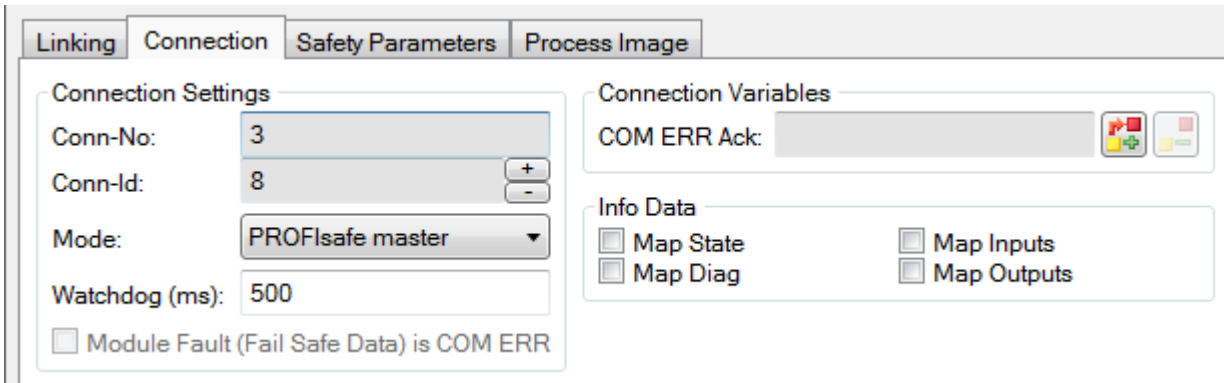 Linking Connection Safety Parameters Process Image
Connection Settings
Conn-No: 3
Conn-Id: 8 + -
Mode: PROFIsafe master
Watchdog (ms): 500
Module Fault (Fail Safe Data) is COM ERR
Connection Variables
COM ERR Ack:
Info Data
Map State Map Inputs
Map Diag Map Outputs